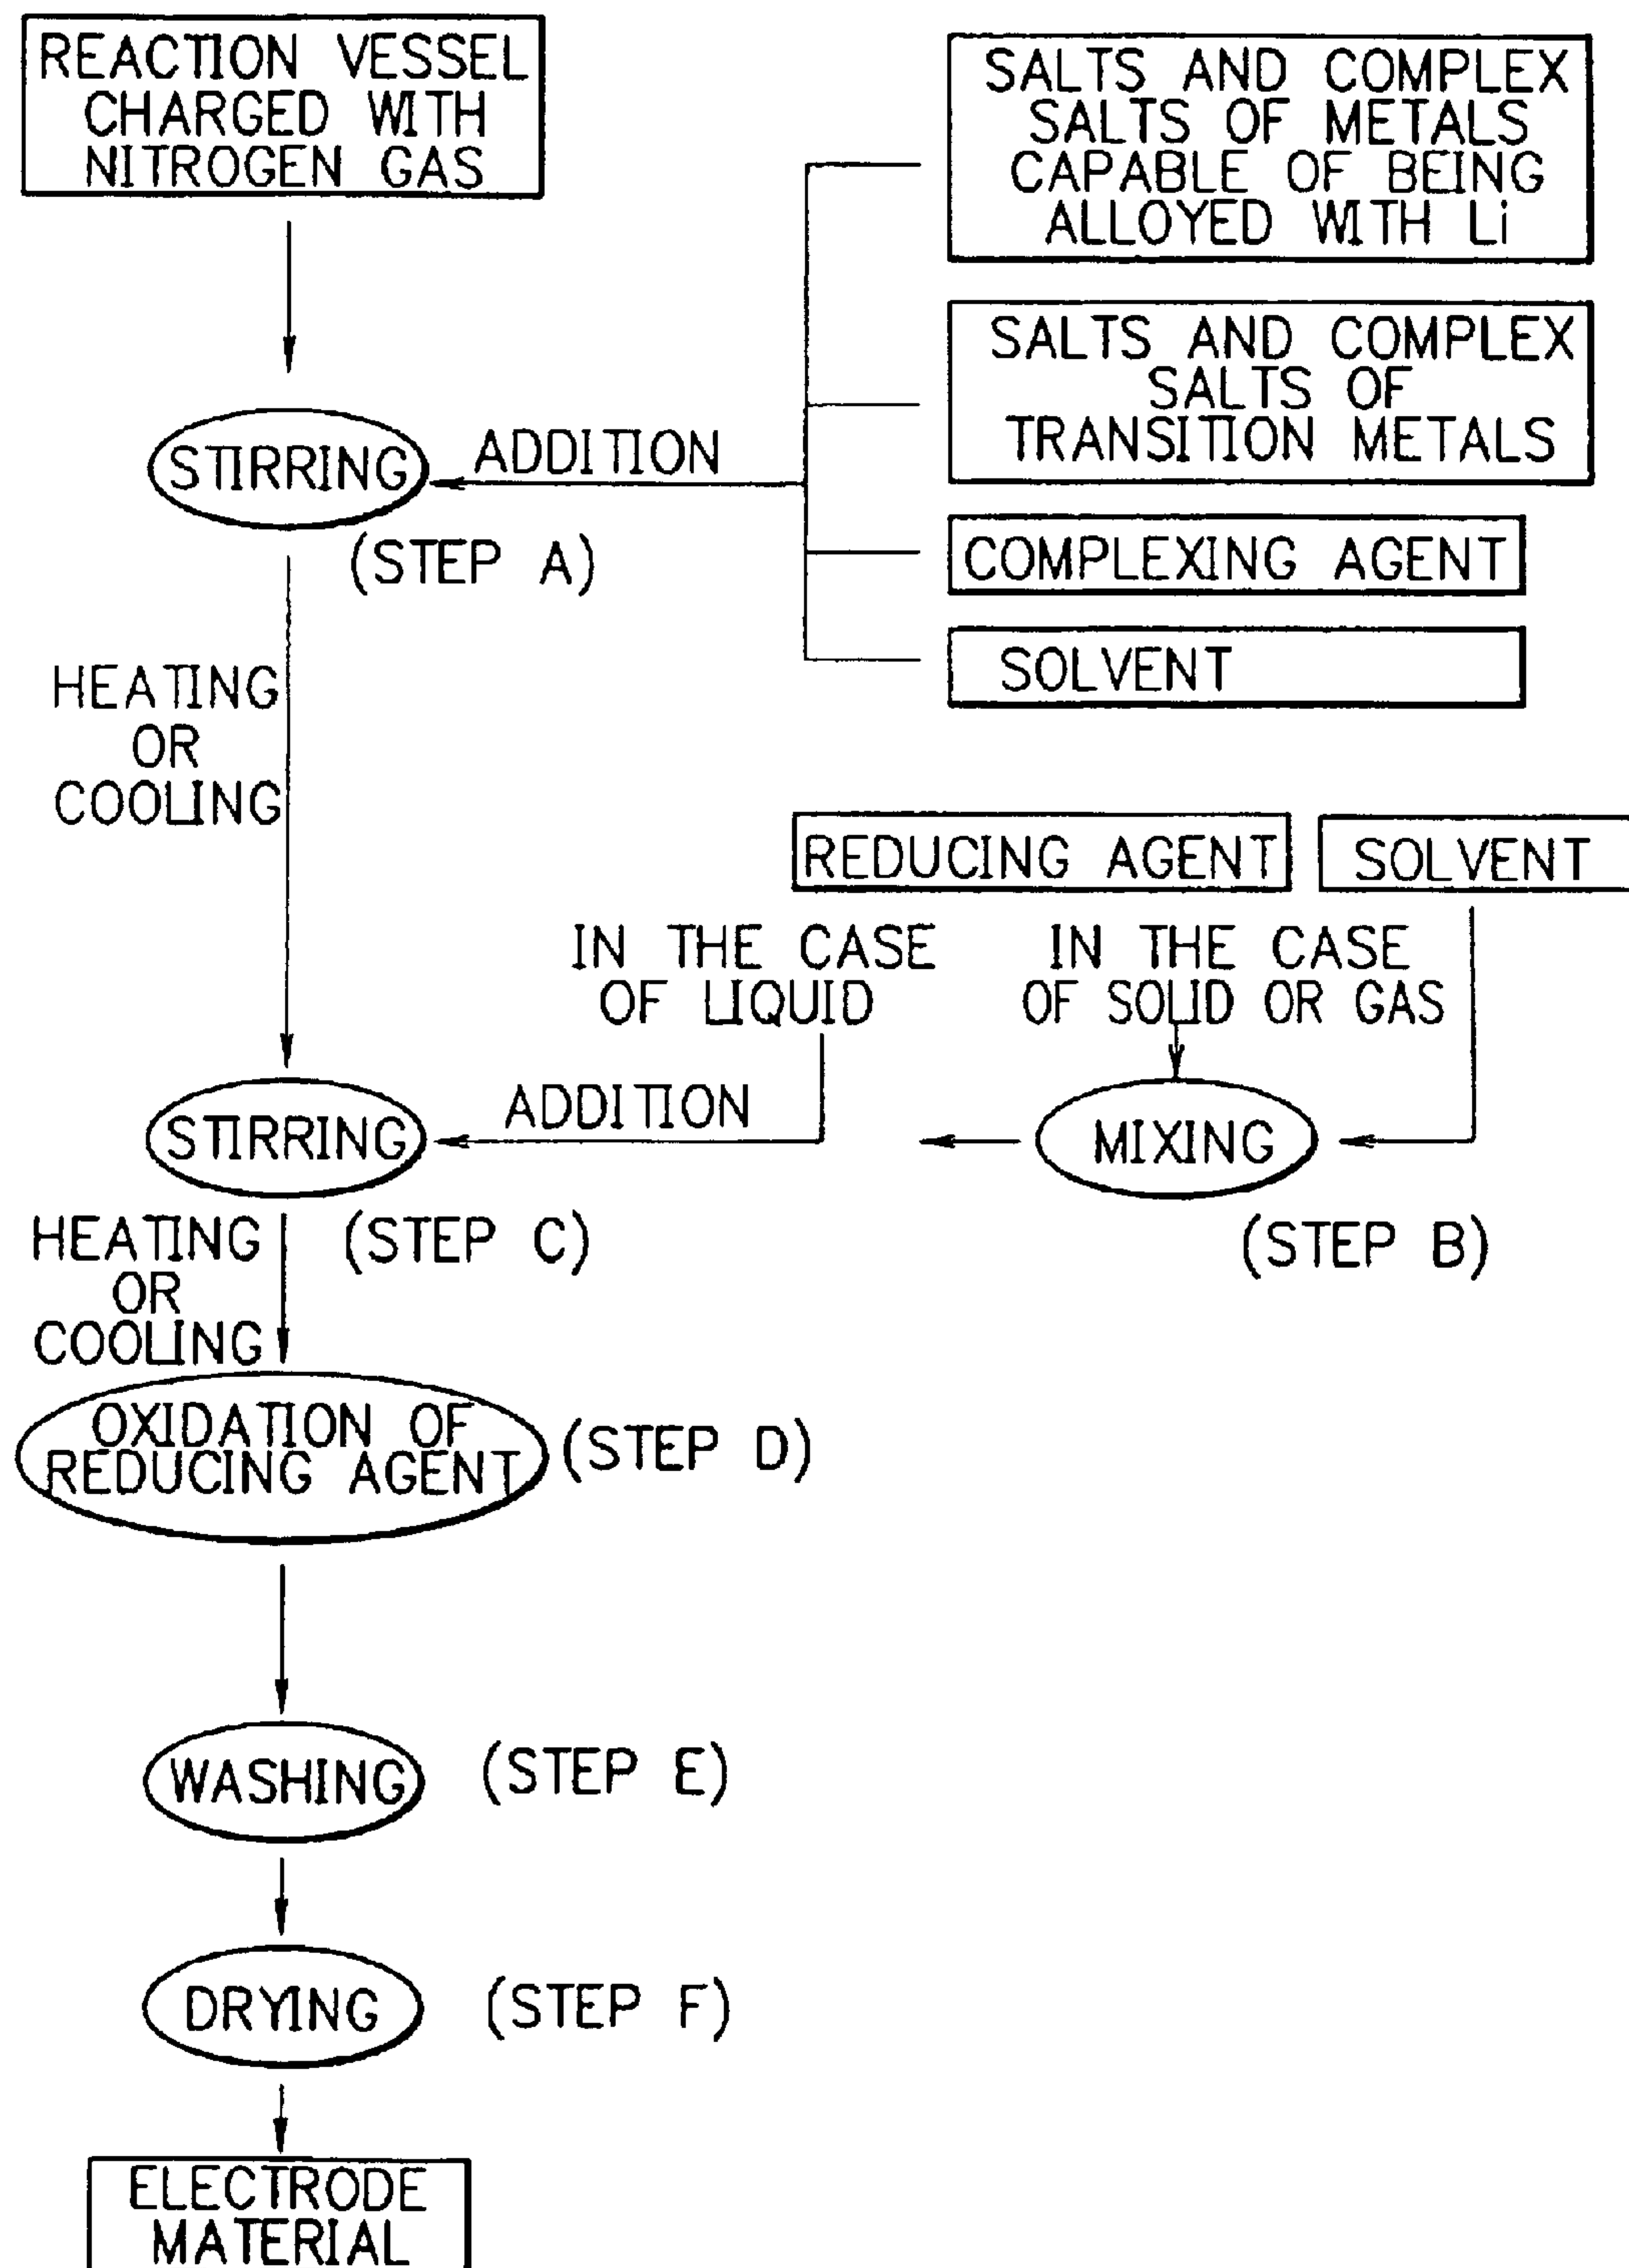 REACTION VESSEL
CHARGED WITH
NITROGEN GAS
SALTS AND COMPLEX
SALTS OF METALS
CAPABLE OF BEING
ALLOYED WITH Li
SALTS AND COMPLEX
SALTS OF
TRANSITION METALS
STIRRING
ADDITION
(STEP A)
COMPLEXING AGENT
SOLVENT
HEATING
OR
COOLING
REDUCING AGENT
SOLVENT
IN THE CASE
OF LIQUID
IN THE CASE
OF SOLID OR GAS
STIRRING
ADDITION
MIXING
(STEP C)
(STEP B)
HEATING
OR
COOLING
OXIDATION OF
REDUCING AGENT
(STEP D)
WASHING
(STEP E)
DRYING
(STEP F)
ELECTRODE
MATERIAL